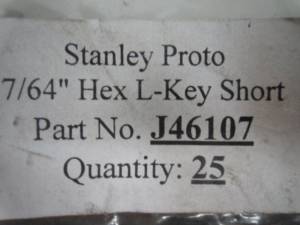 Stanley Proto
7/64" Hex L-Key Short
Part No. J46107
Quantity: 25